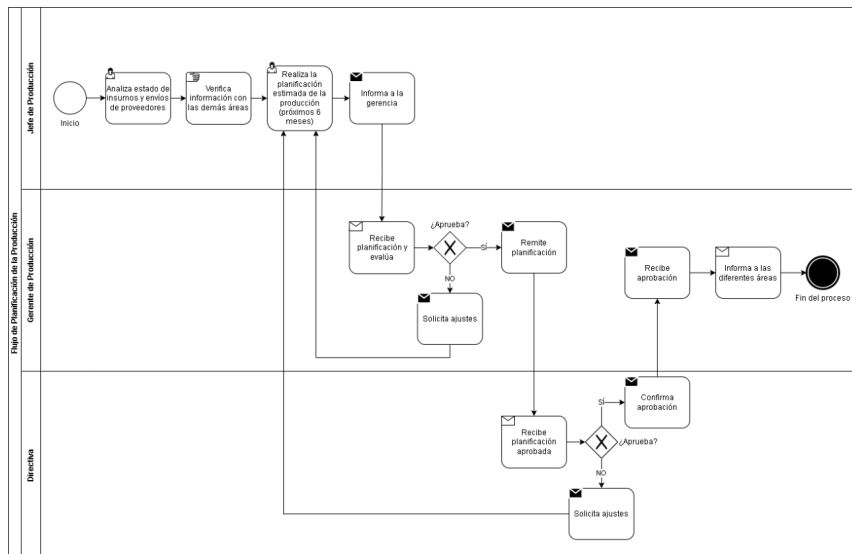 Flujo de Planificación de la Producción
Jefe de Producción
Inicio
Analiza estado de
insumos y envíos
de proveedores
Verifica
información con
las demás áreas
Realiza la
planificación
estimada de la
producción
(próximos 6
meses)
Informa a la
gerencia
Gerente de Producción
Recibe
planificación y
evalúa
¿Aprueba?
SÍ
NO
Remite
planificación
Solicita ajustes
Recibe
aprobación
Informa a las
diferentes áreas
Fin del proceso
Directiva
Recibe
planificación
aprobada
¿Aprueba?
SÍ
NO
Confirma
aprobación
Solicita ajustes